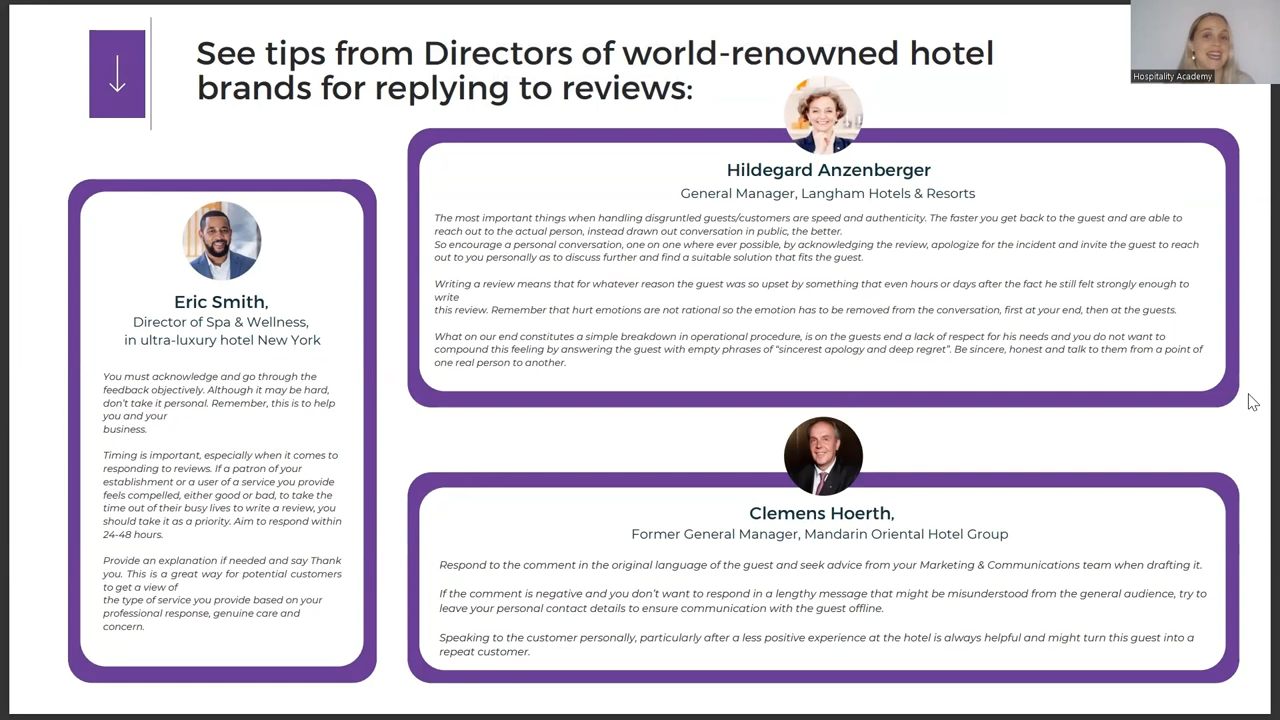 See tips from Directors of world-renowned hotel
brands for replying to reviews:
Hospitality Academy
Eric Smith,
Director of Spa & Wellness,
in ultra-luxury hotel New York
You must acknowledge and go through the
feedback objectively. Although it may be hard,
don't take it personal. Remember, this is to help
you and your
business.
Timing is important, especially when it comes to
responding to reviews. If a patron of your
establishment or a user of a service you provide
feels compelled, either good or bad, to take the
time out of their busy lives to write a review, you
should take it as a priority. Aim to respond within
24-48 hours.
Provide an explanation if needed and say Thank
you. This is a great way for potential customers
to get a view of
the type of service you provide based on your
professional response, genuine care and
concern.
Hildegard Anzenberger
General Manager, Langham Hotels & Resorts
The most important things when handling disgruntled guests/customers are speed and authenticity. The faster you get back to the guest and are able to
reach out to the actual person, instead drawn out conversation in public, the better.
So encourage a personal conversation, one on one where ever possible, by acknowledging the review, apologize for the incident and invite the guest to reach
out to you personally as to discuss further and find a suitable solution that fits the guest.
Writing a review means that for whatever reason the guest was so upset by something that even hours or days after the fact he still felt strongly enough to
write
this review. Remember that hurt emotions are not rational so the emotion has to be removed from the conversation, first at your end, then at the guests.
What on our end constitutes a simple breakdown in operational procedure, is on the guests end a lack of respect for his needs and you do not want to
compound this feeling by answering the guest with empty phrases of "sincerest apology and deep regret". Be sincere, honest and talk to them from a point of
one real person to another.
Clemens Hoerth,
Former General Manager, Mandarin Oriental Hotel Group
Respond to the comment in the original language of the guest and seek advice from your Marketing & Communications team when drafting it.
If the comment is negative and you don't want to respond in a lengthy message that might be misunderstood from the general audience, try to
leave your personal contact details to ensure communication with the guest offline.
Speaking to the customer personally, particularly after a less positive experience at the hotel is always helpful and might turn this guest into a
repeat customer.